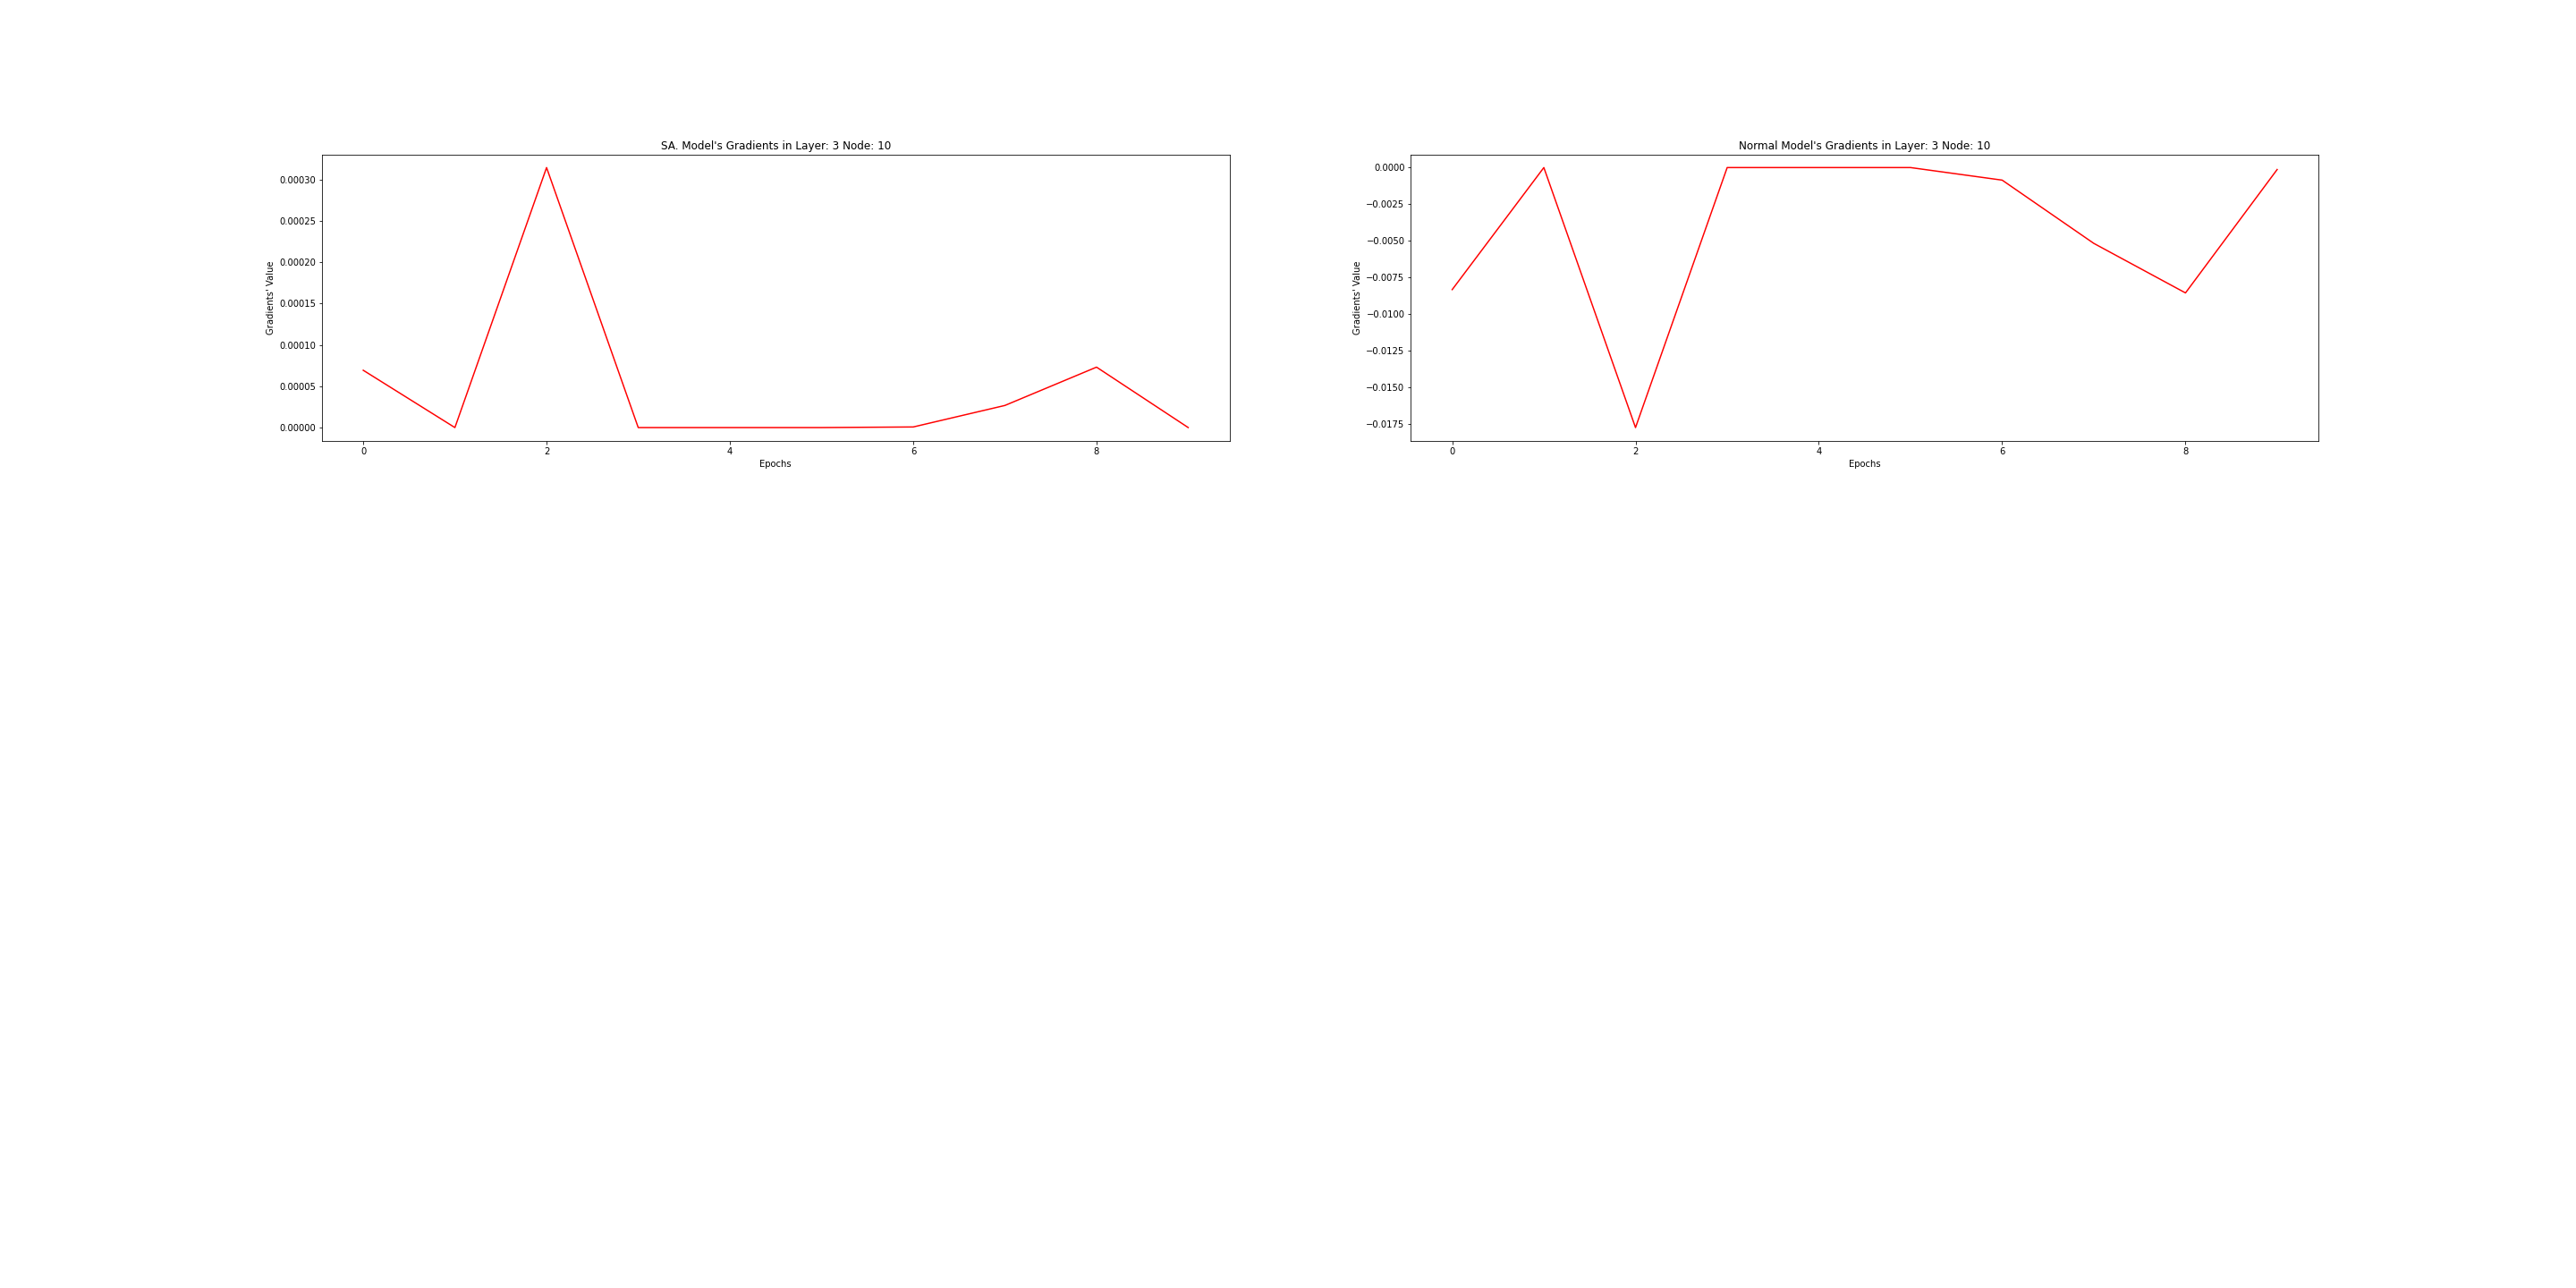 SA. Model's Gradients in Layer: 3 Node: 10
0.00030
0.00025
0.00020
0.00015
0.00010
0.00005
0.00000
Gradients' Value
0 2 4 6 8
Epochs
Normal Model's Gradients in Layer: 3 Node: 10
0.0000
−0.0025
−0.0050
−0.0075
−0.0100
−0.0125
−0.0150
−0.0175
Gradients' Value
0 2 4 6 8
Epochs